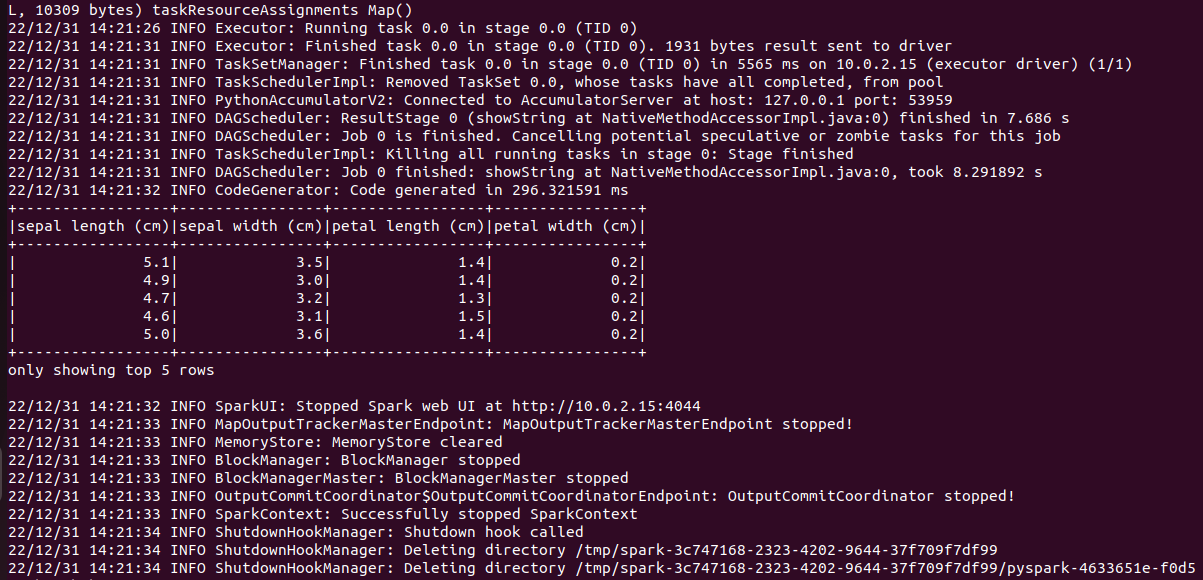 L, 10309 bytes) taskResourceAssignments Map()
22/12/31 14:21:26 INFO Executor: Running task 0.0 in stage 0.0 (TID 0)
22/12/31 14:21:31 INFO Executor: Finished task 0.0 in stage 0.0 (TID 0). 1931 bytes result sent to driver
22/12/31 14:21:31 INFO TaskSetManager: Finished task 0.0 in stage 0.0 (TID 0) in 5565 ms on 10.0.2.15 (executor driver) (1/1)
22/12/31 14:21:31 INFO TaskSchedulerImpl: Removed TaskSet 0.0, whose tasks have all completed, from pool
22/12/31 14:21:31 INFO PythonAccumulatorV2: Connected to AccumulatorServer at host: 127.0.0.1 port: 53959
22/12/31 14:21:31 INFO DAGScheduler: ResultStage 0 (showString at NativeMethodAccessorImpl.java:0) finished in 7.686 s
22/12/31 14:21:31 INFO DAGScheduler: Job 0 is finished. Cancelling potential speculative or zombie tasks for this job
22/12/31 14:21:31 INFO TaskSchedulerImpl: Killing all running tasks in stage 0: Stage finished
22/12/31 14:21:31 INFO DAGScheduler: Job 0 finished: showString at NativeMethodAccessorImpl.java:0, took 8.291892 s
22/12/31 14:21:32 INFO CodeGenerator: Code generated in 296.321591 ms
+-----------------+----------------+-----------------+----------------+
|sepal length (cm)|sepal width (cm)|petal length (cm)|petal width (cm)|
+-----------------+----------------+-----------------+----------------+
|              5.1|             3.5|              1.4|             0.2|
|              4.9|             3.0|              1.4|             0.2|
|              4.7|             3.2|              1.3|             0.2|
|              4.6|             3.1|              1.5|             0.2|
|              5.0|             3.6|              1.4|             0.2|
+-----------------+----------------+-----------------+----------------+
only showing top 5 rows
22/12/31 14:21:32 INFO SparkUI: Stopped Spark web UI at http://10.0.2.15:4044
22/12/31 14:21:33 INFO MapOutputTrackerMasterEndpoint: MapOutputTrackerMasterEndpoint stopped!
22/12/31 14:21:33 INFO MemoryStore: MemoryStore cleared
22/12/31 14:21:33 INFO BlockManager: BlockManager stopped
22/12/31 14:21:33 INFO BlockManagerMaster: BlockManagerMaster stopped
22/12/31 14:21:33 INFO OutputCommitCoordinator$OutputCommitCoordinatorEndpoint: OutputCommitCoordinator stopped!
22/12/31 14:21:33 INFO SparkContext: Successfully stopped SparkContext
22/12/31 14:21:34 INFO ShutdownHookManager: Shutdown hook called
22/12/31 14:21:34 INFO ShutdownHookManager: Deleting directory /tmp/spark-3c747168-2323-4202-9644-37f709f7df99
22/12/31 14:21:34 INFO ShutdownHookManager: Deleting directory /tmp/spark-3c747168-2323-4202-9644-37f709f7df99/pyspark-4633651e-f0d5